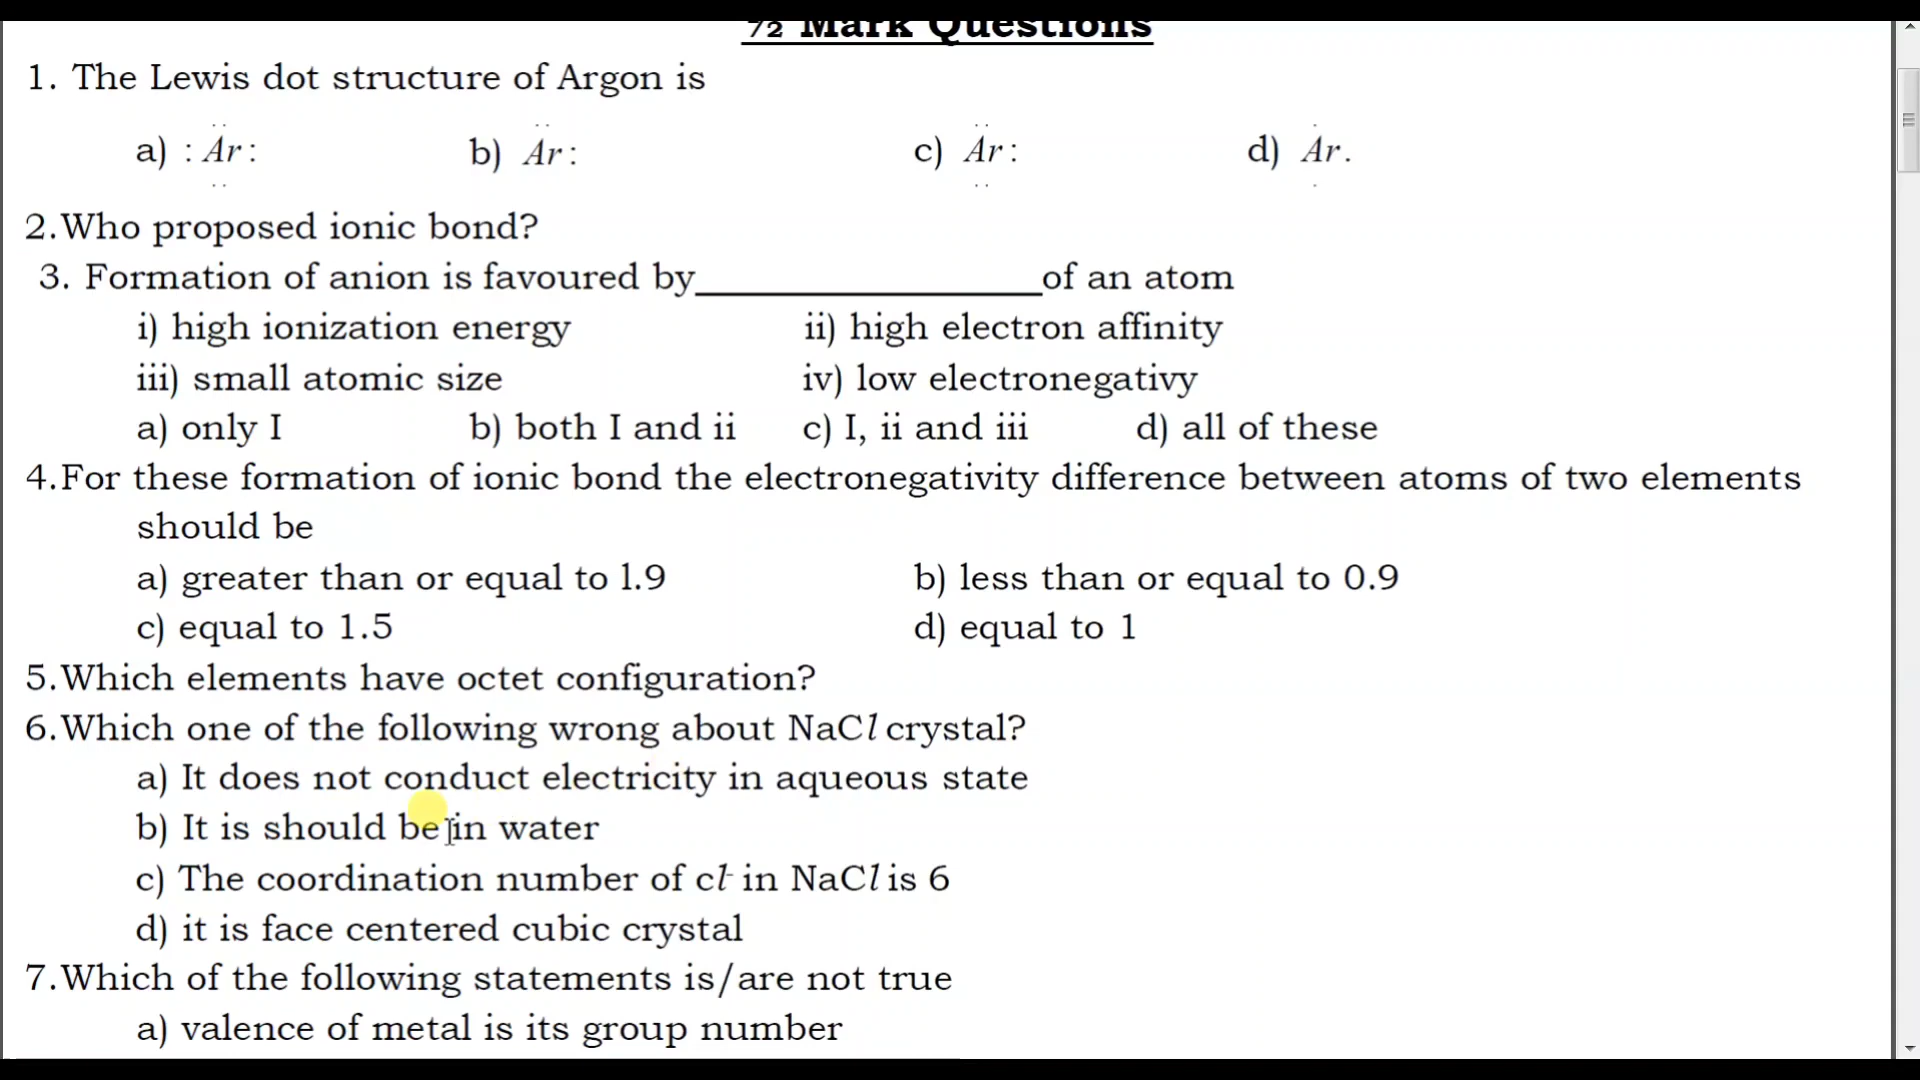 ½ Mark Questions
1. The Lewis dot structure of Argon is
a) :Är:   b) Är:   c) Är:   d) Ȧr.
2.Who proposed ionic bond?
3. Formation of anion is favoured by_________________of an atom
i) high ionization energy   ii) high electron affinity
iii) small atomic size   iv) low electronegativy
a) only I   b) both I and ii   c) I, ii and iii   d) all of these
4.For these formation of ionic bond the electronegativity difference between atoms of two elements
should be
a) greater than or equal to l.9   b) less than or equal to 0.9
c) equal to 1.5   d) equal to 1
5.Which elements have octet configuration?
6.Which one of the following wrong about NaCl crystal?
a) It does not conduct electricity in aqueous state
b) It is should be in water
c) The coordination number of cl- in NaCl is 6
d) it is face centered cubic crystal
7.Which of the following statements is/are not true
a) valence of metal is its group number